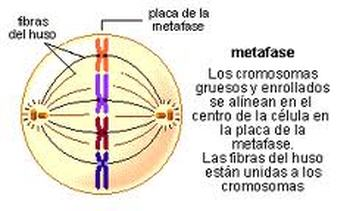 fibras
del huso
placa de la
metafase
metafase
Los cromosomas
gruesos y enrollados
se alinean en el
centro de la célula en
la placa de la
metafase.
Las fibras del huso
están unidas a los
cromosomas